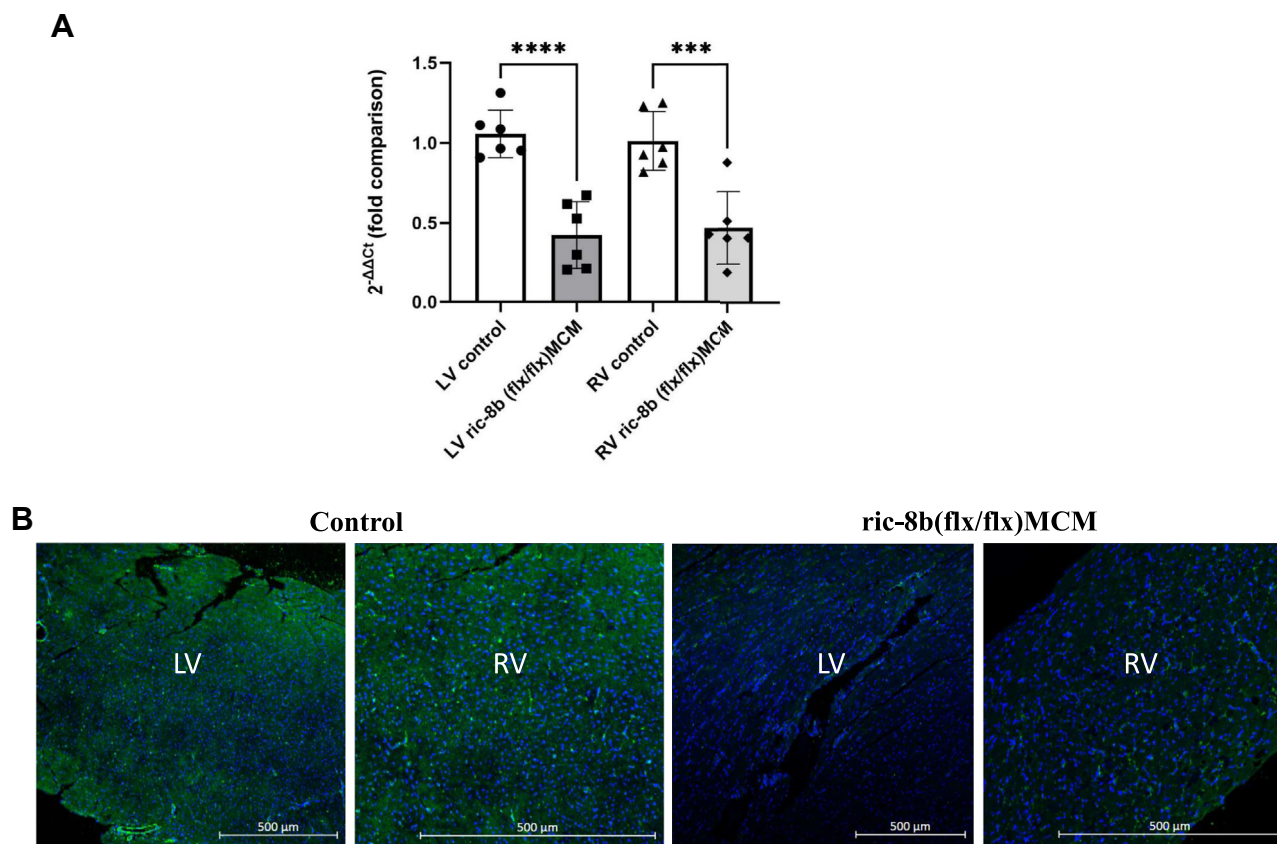 A
**** ***
1.5
1.0
0.5
0.0
2-ΔΔCt (fold comparison)
LV control
LV ric-8b (flx/flx)MCM
RV control
RV ric-8b (flx/flx)MCM
B
Control ric-8b(flx/flx)MCM
LV RV LV RV
500 µm 500 µm 500 µm 500 µm